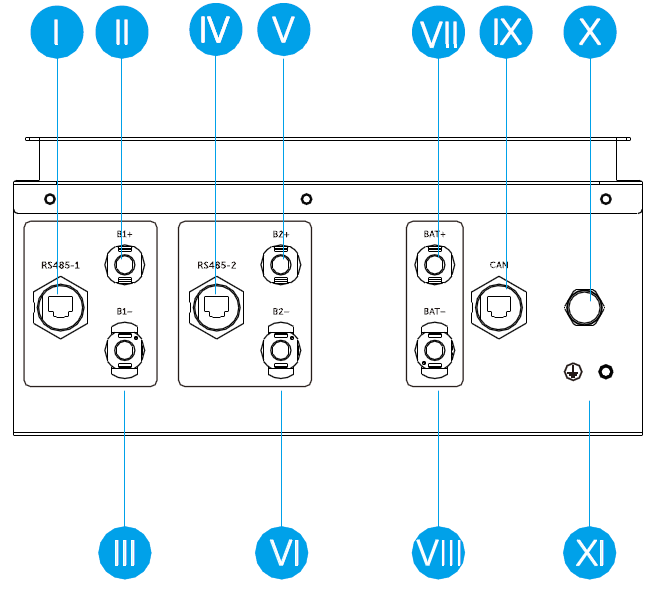 I II IV V VII IX X
B1+ B2+ BAT+
RS485-1 RS485-2 CAN
B1- B2- BAT-
III VI VIII XI